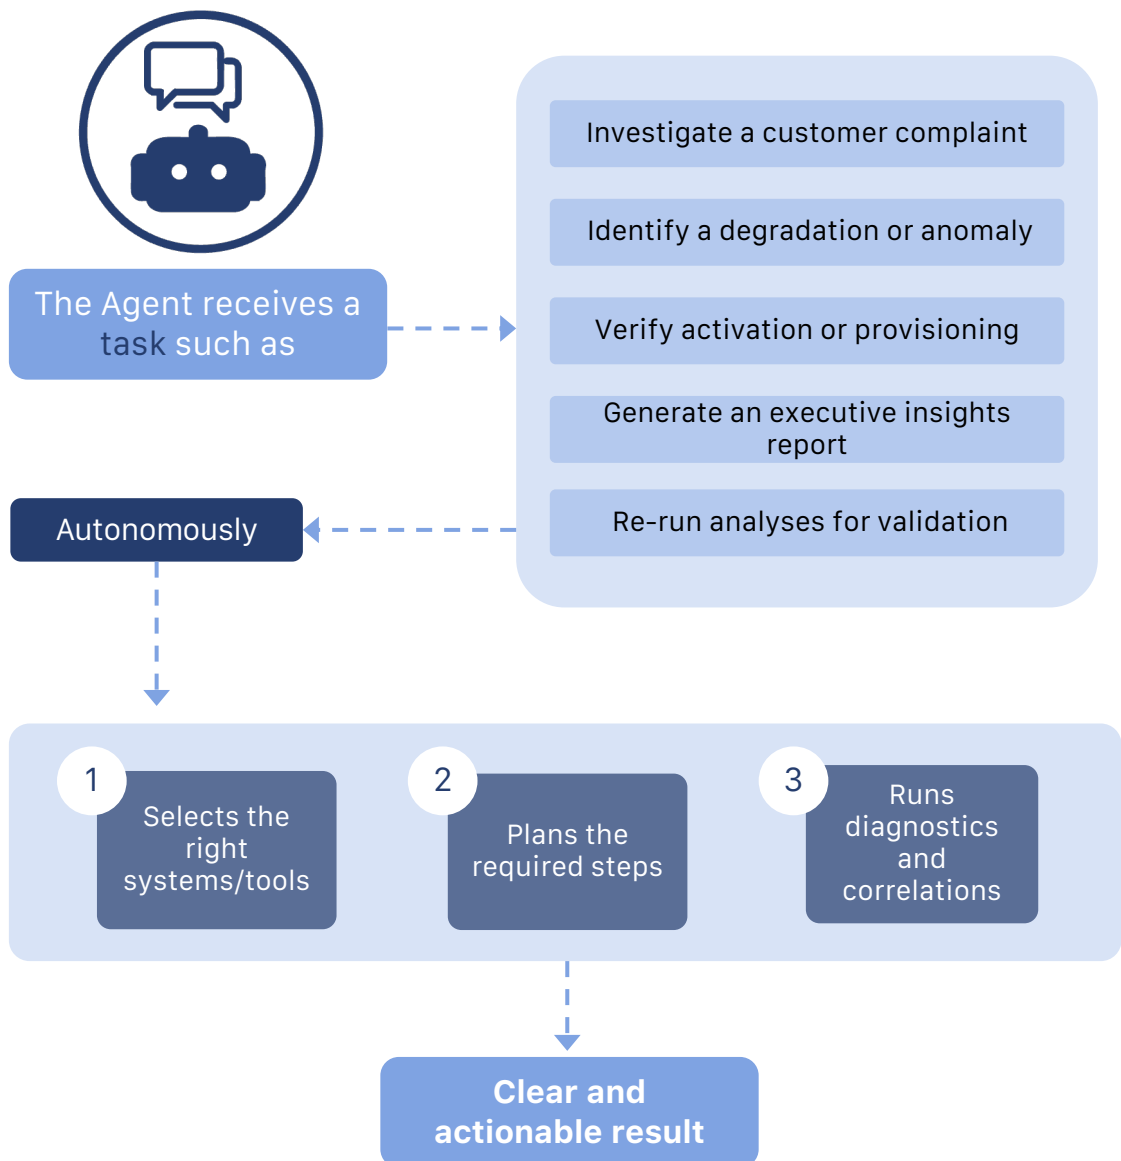 The Agent receives a
task such as
Investigate a customer complaint
Identify a degradation or anomaly
Verify activation or provisioning
Generate an executive insights
report
Re-run analyses for validation
Autonomously
1
Selects the
right
systems/tools
2
Plans the
required steps
3
Runs
diagnostics
and
correlations
Clear and
actionable result